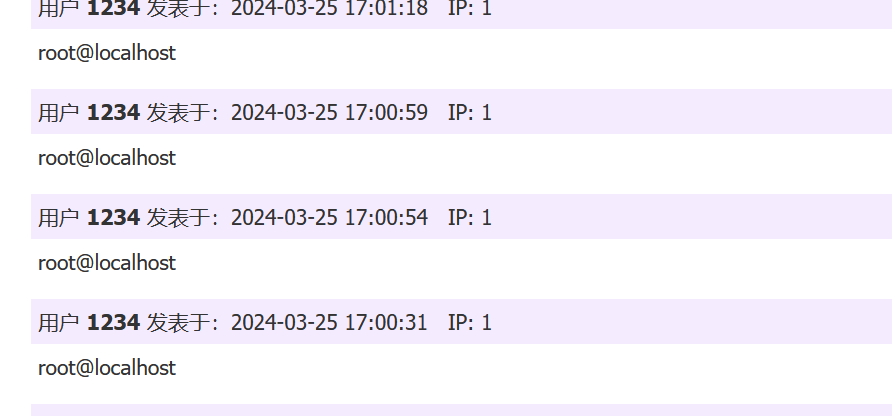 用户 1234 发表于：2024-03-25 17:01:18 IP: 1
root@localhost
用户 1234 发表于：2024-03-25 17:00:59 IP: 1
root@localhost
用户 1234 发表于：2024-03-25 17:00:54 IP: 1
root@localhost
用户 1234 发表于：2024-03-25 17:00:31 IP: 1
root@localhost